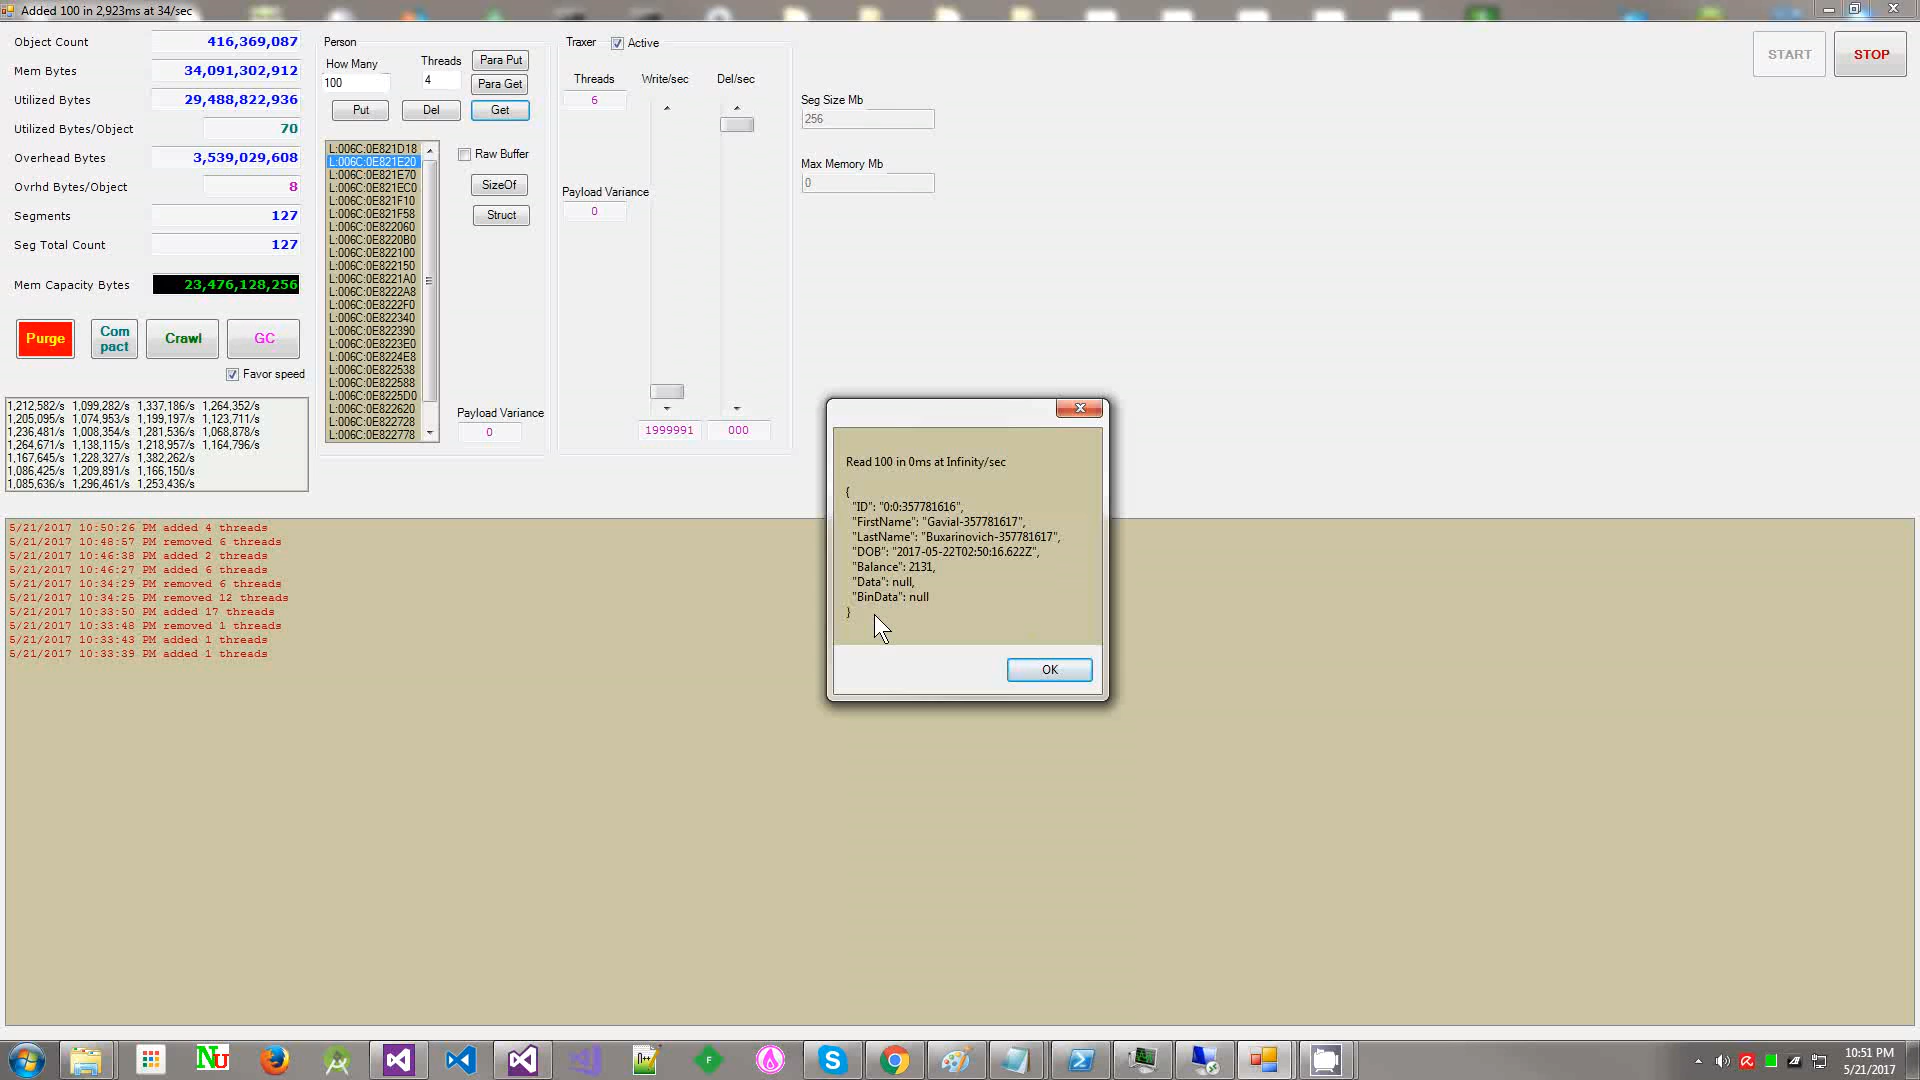 Added 100 in 2,923ms at 34/sec
Object Count 416,369,087
Mem Bytes 34,091,302,912
Utilized Bytes 29,488,822,936
Utilized Bytes/Object 70
Overhead Bytes 3,539,029,608
Ovrhd Bytes/Object 8
Segments 127
Seg Total Count 127
Mem Capacity Bytes 23,476,128,256
Purge
Com
pact
Crawl
GC
Favor speed
1,212,582/s 1,099,282/s 1,337,186/s 1,264,352/s
1,205,095/s 1,074,953/s 1,199,197/s 1,123,711/s
1,236,481/s 1,008,354/s 1,281,536/s 1,068,878/s
1,264,671/s 1,138,115/s 1,218,957/s 1,164,796/s
1,167,645/s 1,228,327/s 1,382,262/s
1,086,425/s 1,209,891/s 1,166,150/s
1,085,636/s 1,296,461/s 1,253,436/s
Person
How Many
100
Threads
4
Para Put
Para Get
Put
Del
Get
L:006C:0E821D18
L:006C:0E821E20
L:006C:0E821E70
L:006C:0E821EC0
L:006C:0E821F10
L:006C:0E821F58
L:006C:0E822060
L:006C:0E8220B0
L:006C:0E822100
L:006C:0E822150
L:006C:0E8221A0
L:006C:0E8222A8
L:006C:0E8222F0
L:006C:0E822340
L:006C:0E822390
L:006C:0E8223E0
L:006C:0E8224E8
L:006C:0E822538
L:006C:0E822588
L:006C:0E8225D0
L:006C:0E822620
L:006C:0E822728
L:006C:0E822778
Raw Buffer
SizeOf
Struct
Payload Variance
0
Traxer
Active
Threads
6
Write/sec
Del/sec
Payload Variance
0
1999991
000
Seg Size Mb
256
Max Memory Mb
0
START
STOP
Read 100 in 0ms at Infinity/sec
{
"ID": "0:0:357781616",
"FirstName": "Gavial-357781617",
"LastName": "Buxarinovich-357781617",
"DOB": "2017-05-22T02:50:16.622Z",
"Balance": 2131,
"Data": null,
"BinData": null
}
OK
5/21/2017 10:50:26 PM added 4 threads
5/21/2017 10:48:57 PM removed 6 threads
5/21/2017 10:46:38 PM added 2 threads
5/21/2017 10:46:27 PM added 6 threads
5/21/2017 10:34:29 PM removed 6 threads
5/21/2017 10:34:25 PM removed 12 threads
5/21/2017 10:33:50 PM added 17 threads
5/21/2017 10:33:48 PM removed 1 threads
5/21/2017 10:33:43 PM added 1 threads
5/21/2017 10:33:39 PM added 1 threads
Nu
10:51 PM
5/21/2017